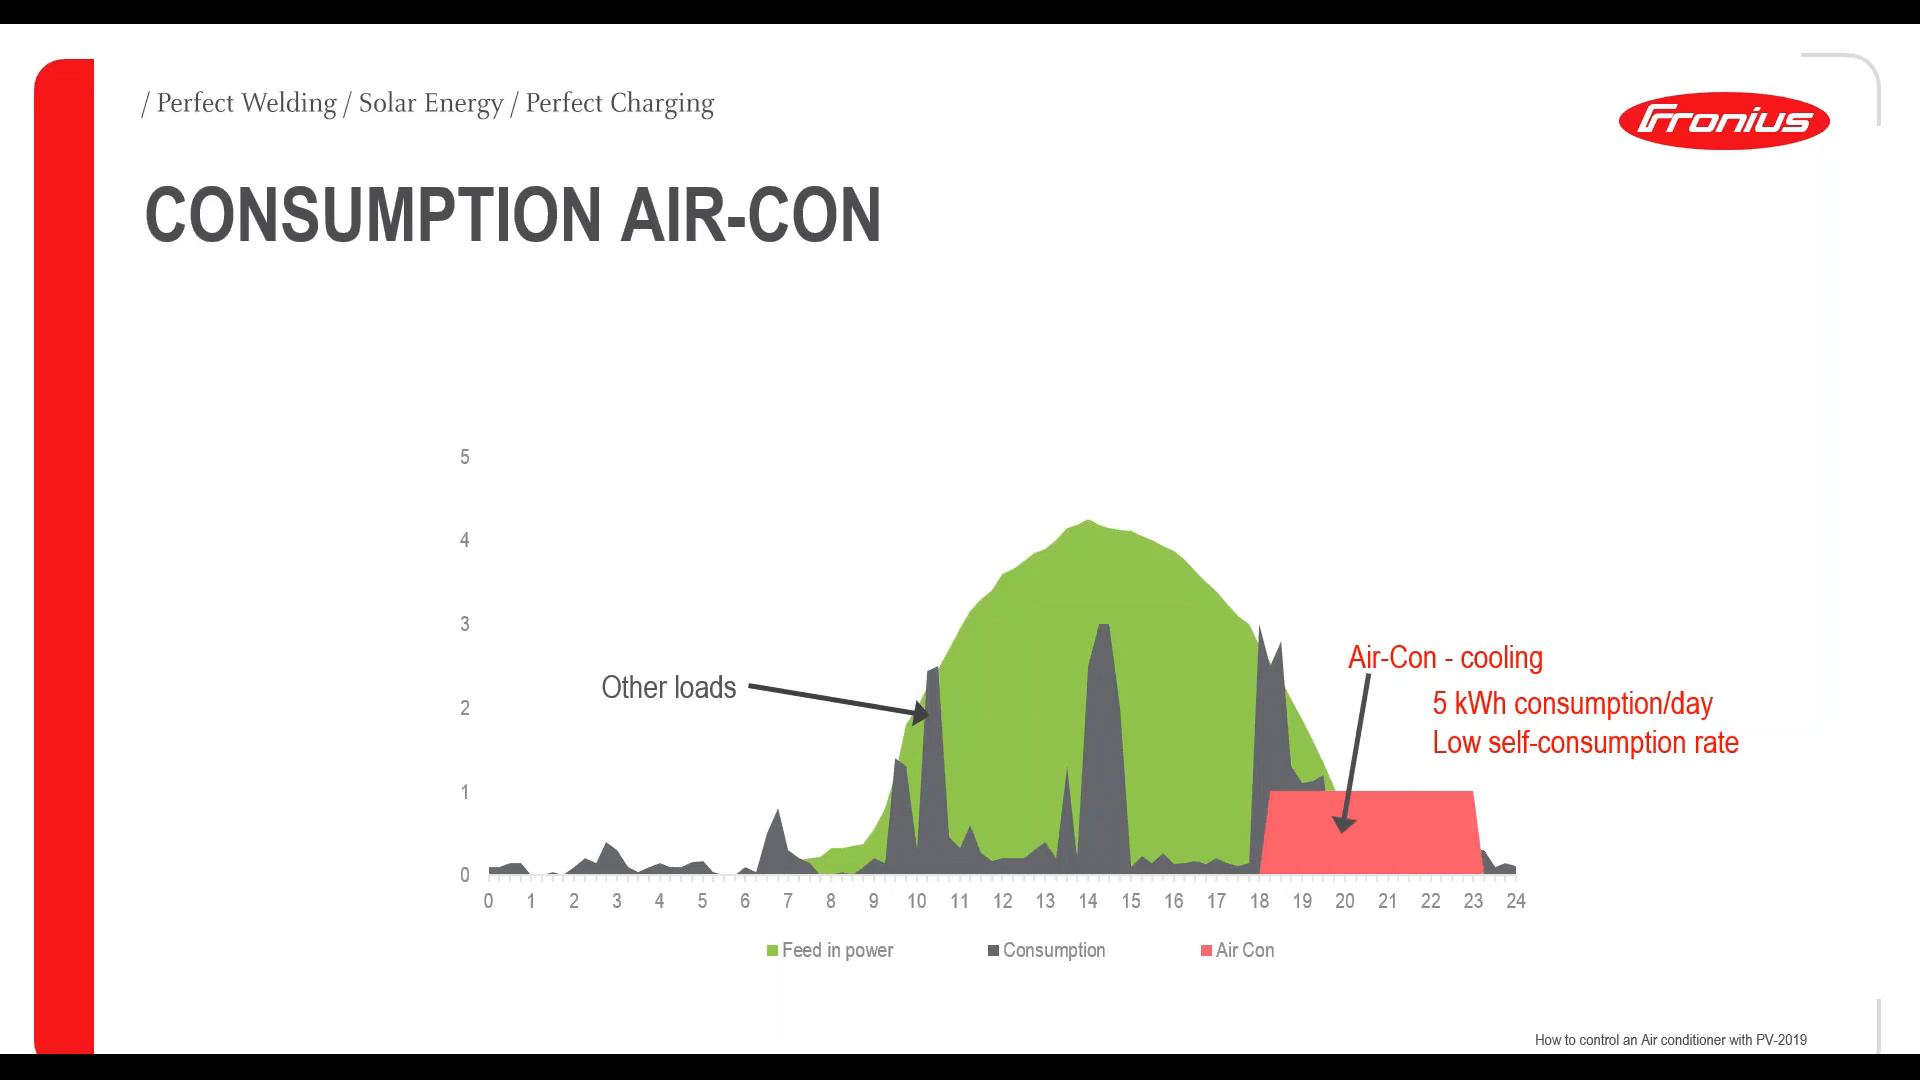 / Perfect Welding / Solar Energy / Perfect Charging
Fronius
CONSUMPTION AIR-CON
5
4
3
2
1
0
Other loads
Air-Con - cooling
5 kWh consumption/day
Low self-consumption rate
0 1 2 3 4 5 6 7 8 9 10 11 12 13 14 15 16 17 18 19 20 21 22 23 24
Feed in power Consumption Air Con
How to control an Air conditioner with PV-2019